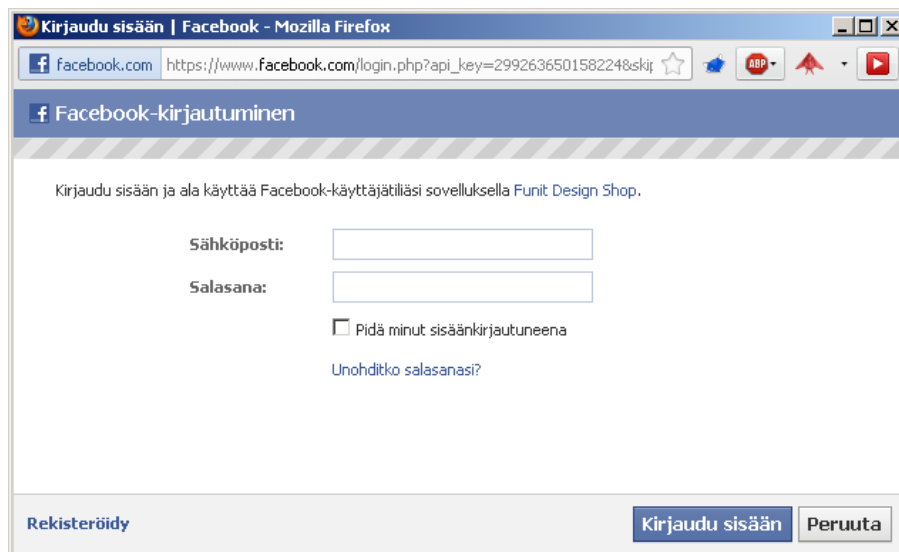 Kirjaudu sisään | Facebook - Mozilla Firefox
facebook.com https://www.facebook.com/login.php?api_key=299263650158224&skip
ABP
Facebook-kirjautuminen
Kirjaudu sisään ja ala käyttää Facebook-käyttäjätiliäsi sovelluksella Funit Design Shop.
Sähköposti:
Salasana:
Pidä minut sisäänkirjautuneena
Unohditko salasanasi?
Rekisteröidy Kirjaudu sisään Peruuta